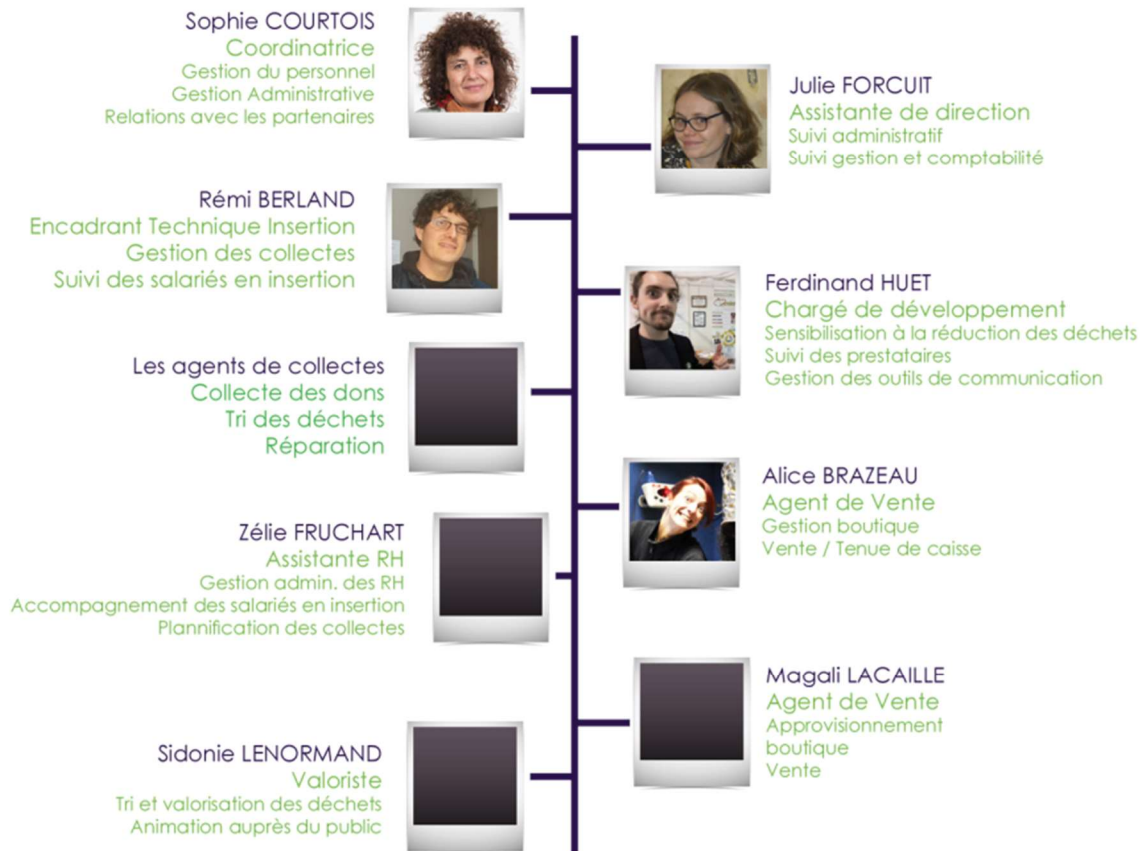 Sophie COURTOIS
Coordinatrice
Gestion du personnel
Gestion Administrative
Relations avec les partenaires
Julie FORCUIT
Assistante de direction
Suivi administratif
Suivi gestion et comptabilité
Rémi BERLAND
Encadrant Technique Insertion
Gestion des collectes
Suivi des salariés en insertion
Ferdinand HUET
Chargé de développement
Sensibilisation à la réduction des déchets
Suivi des prestataires
Gestion des outils de communication
Les agents de collectes
Collecte des dons
Tri des déchets
Réparation
Alice BRAZEAU
Agent de Vente
Gestion boutique
Vente / Tenue de caisse
Zélie FRUCHART
Assistante RH
Gestion admin. des RH
Accompagnement des salariés en insertion
Plannification des collectes
Magali LACAILLE
Agent de Vente
Approvisionnement
boutique
Vente
Sidonie LENORMAND
Valoriste
Tri et valorisation des déchets
Animation auprès du public